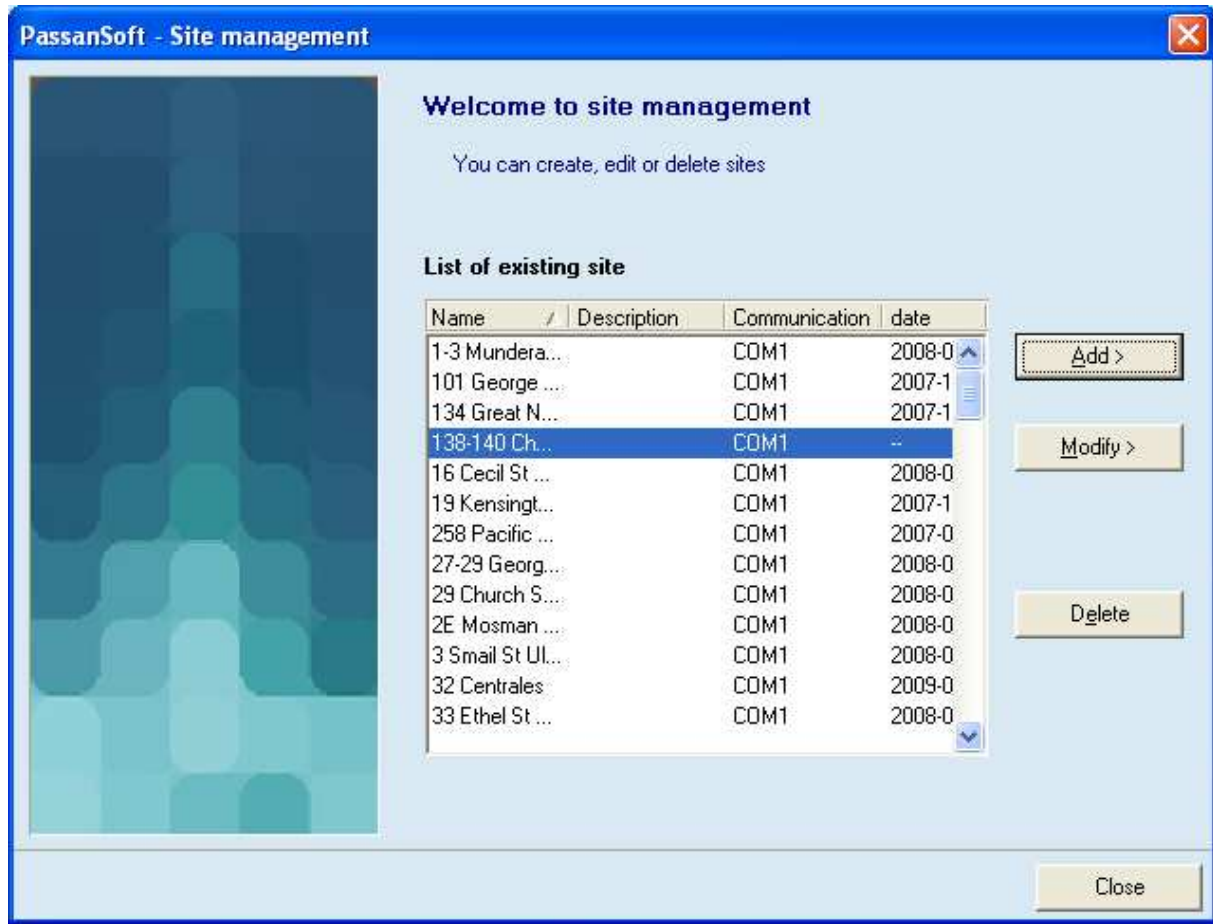 PassanSoft - Site management
Welcome to site management
You can create, edit or delete sites
List of existing site
Name / Description Communication date
1-3 Mundera... COM1 2008-0
101 George ... COM1 2007-1
134 Great N... COM1 2007-1
138-140 Ch... COM1 --
16 Cecil St ... COM1 2008-0
19 Kensingt... COM1 2007-1
258 Pacific ... COM1 2007-0
27-29 Georg... COM1 2008-0
29 Church S... COM1 2008-0
2E Mosman ... COM1 2008-0
3 Smail St Ul... COM1 2008-0
32 Centrales COM1 2009-0
33 Ethel St ... COM1 2008-0
Add >
Modify >
Delete
Close